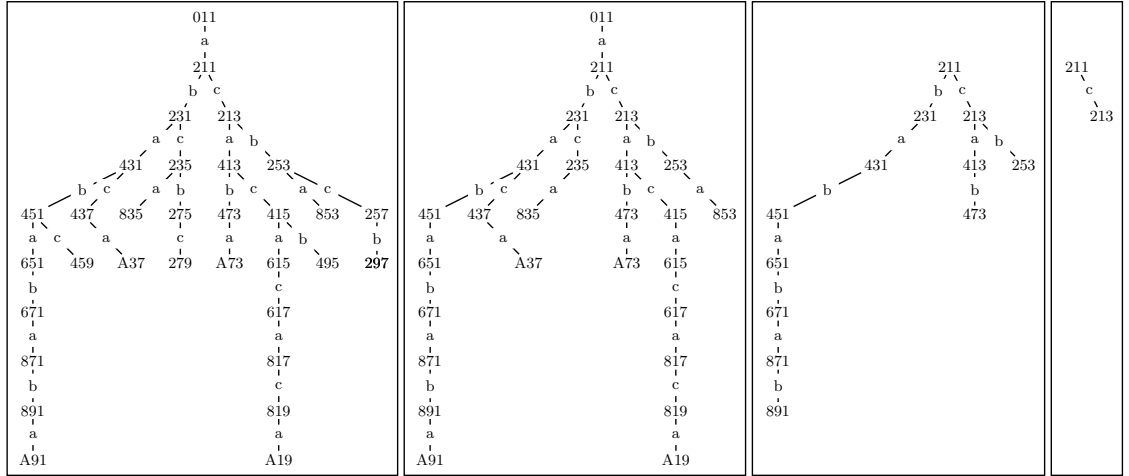 011 011
a a
211 211 211 211
b c b c b c c
231 213 231 213 231 213 213
a c a b a c a b a a b
431 235 413 253 431 235 413 253 431 413 253
b c a b b c a c b c a b c a b b
451 437 835 275 473 415 853 257 451 437 835 473 415 853 451 473
a c a c a a b b a a a a a
651 459 A37 279 A73 615 495 297 651 A37 A73 615 651
b c b c b
671 617 671 617 671
a a a a a
871 817 871 817 871
b c b c b
891 819 891 819 891
a a a a
A91 A19 A91 A19